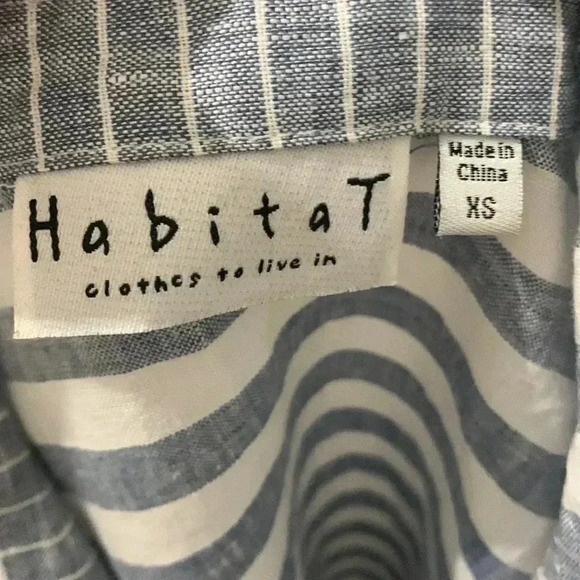 HabitaT
clothes to live in
Made in
China
XS